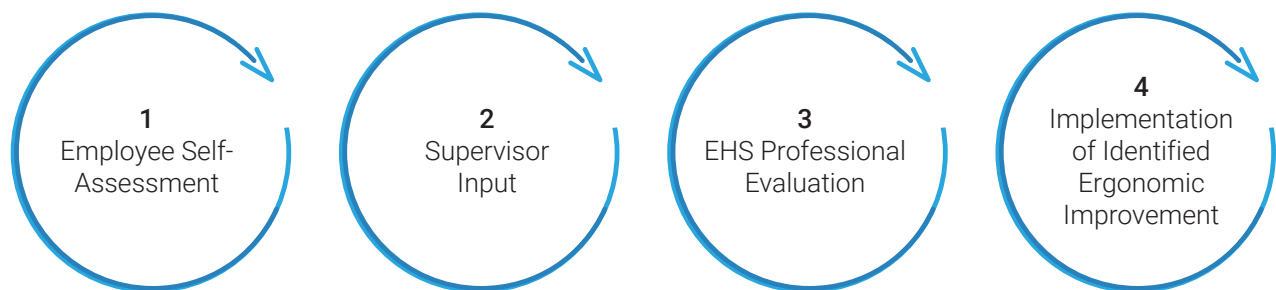 1
Employee Self-
Assessment
2
Supervisor
Input
3
EHS Professional
Evaluation
4
Implementation
of Identified
Ergonomic
Improvement